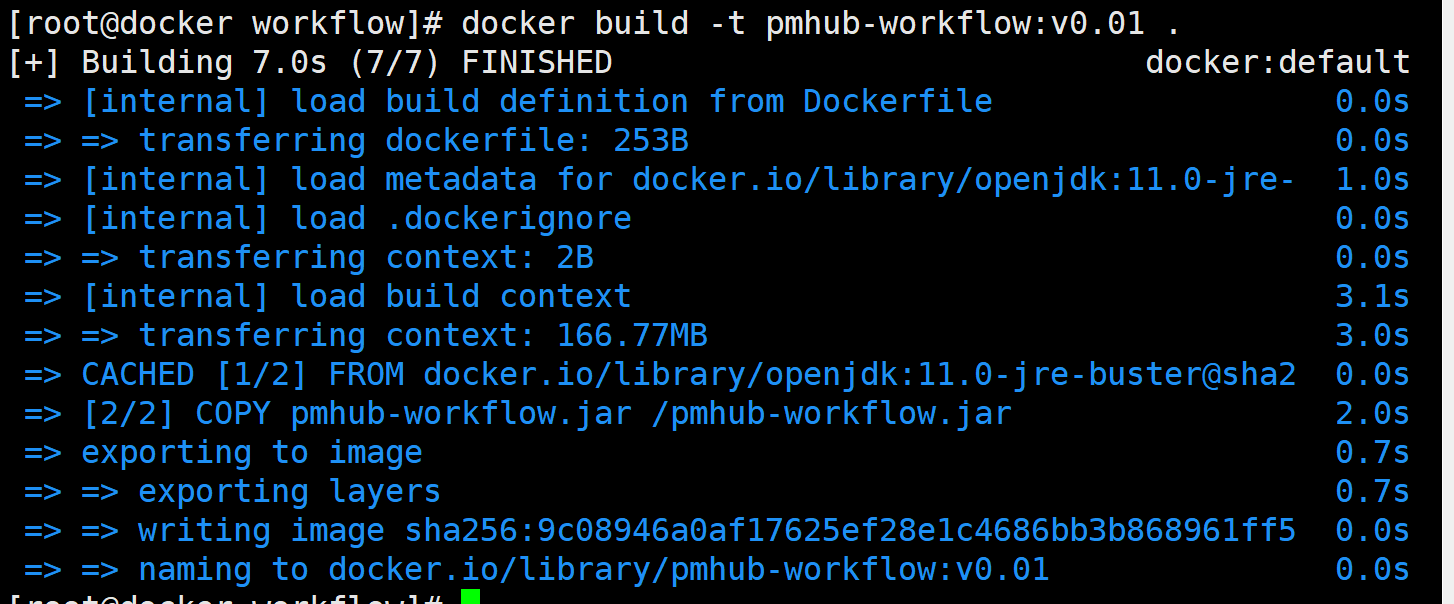 [root@docker workflow]# docker build -t pmhub-workflow:v0.01 .
[+] Building 7.0s (7/7) FINISHED docker:default
=> [internal] load build definition from Dockerfile 0.0s
=> => transferring dockerfile: 253B 0.0s
=> [internal] load metadata for docker.io/library/openjdk:11.0-jre- 1.0s
=> [internal] load .dockerignore 0.0s
=> => transferring context: 2B 0.0s
=> [internal] load build context 3.1s
=> => transferring context: 166.77MB 3.0s
=> CACHED [1/2] FROM docker.io/library/openjdk:11.0-jre-buster@sha2 0.0s
=> [2/2] COPY pmhub-workflow.jar /pmhub-workflow.jar 2.0s
=> exporting to image 0.7s
=> => exporting layers 0.7s
=> => writing image sha256:9c08946a0af17625ef28e1c4686bb3b868961ff5 0.0s
=> => naming to docker.io/library/pmhub-workflow:v0.01 0.0s
[root@docker workflow]#